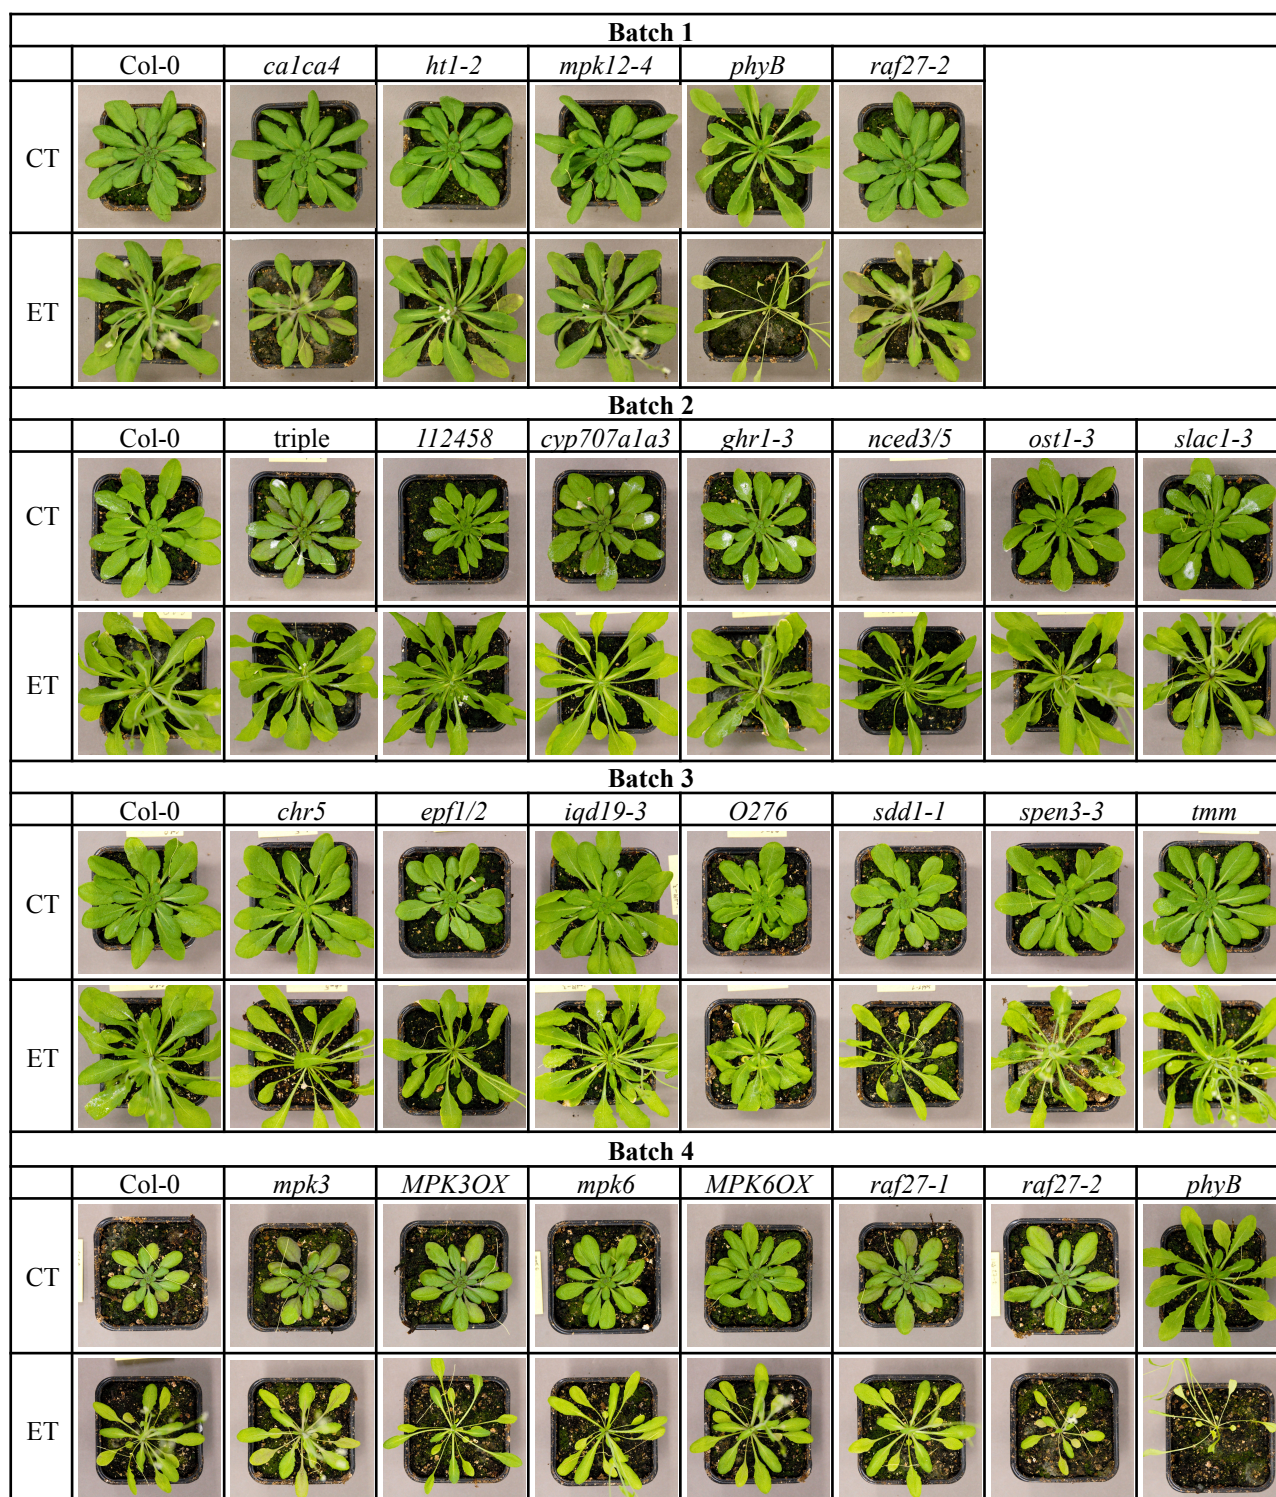 Batch 1
Col-0 ca1ca4 ht1-2 mpk12-4 phyB raf27-2
CT
ET
Batch 2
Col-0 triple 112458 cyp707a1a3 ghr1-3 nced3/5 ost1-3 slac1-3
CT
ET
Batch 3
Col-0 chr5 epf1/2 iqd19-3 O276 sdd1-1 spen3-3 tmm
CT
ET
Batch 4
Col-0 mpk3 MPK3OX mpk6 MPK6OX raf27-1 raf27-2 phyB
CT
ET